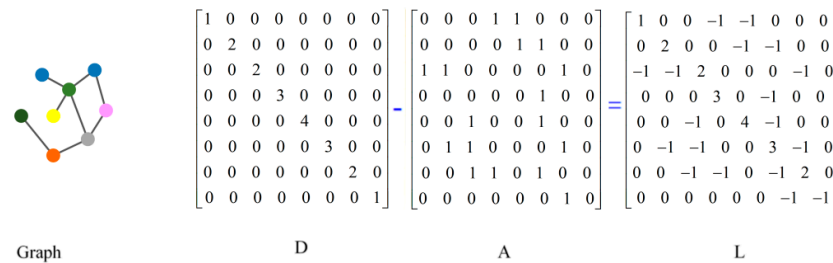 1 0 0 0 0 0 0 0 0 0 0 1 1 0 0 0 1 0 0 −1 −1 0 0 0
0 2 0 0 0 0 0 0 0 0 0 0 1 1 0 0 0 2 0 0 −1 −1 0 0
0 0 2 0 0 0 0 0 1 1 0 0 0 0 1 0 −1 −1 2 0 0 0 −1 0
0 0 0 3 0 0 0 0 0 0 0 0 0 1 0 0 0 0 0 3 0 −1 0 0
0 0 0 0 4 0 0 0 - 0 0 1 0 0 1 0 0 = 0 0 −1 0 4 −1 0 0
0 0 0 0 0 3 0 0 0 1 1 0 0 0 1 0 0 −1 −1 0 0 3 −1 0
0 0 0 0 0 0 2 0 0 0 1 1 0 1 0 0 0 0 −1 −1 0 −1 2 0
0 0 0 0 0 0 0 1 0 0 0 0 0 0 1 0 0 0 0 0 0 0 −1 −1
Graph D A L